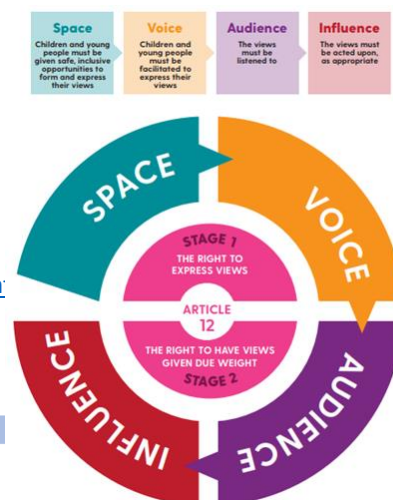 Space
Children and young
people must be
given safe, inclusive
opportunities to
form and express
their views
Voice
Children and
young people
must be
facilitated to
express their
views
Audience
The views
must be
listened to
Influence
The views must
be acted upon,
as appropriate
SPACE
VOICE
STAGE 1
THE RIGHT TO
EXPRESS VIEWS
ARTICLE
12
THE RIGHT TO HAVE VIEWS
GIVEN DUE WEIGHT
STAGE 2
INFLUENCE
AUDIENCE